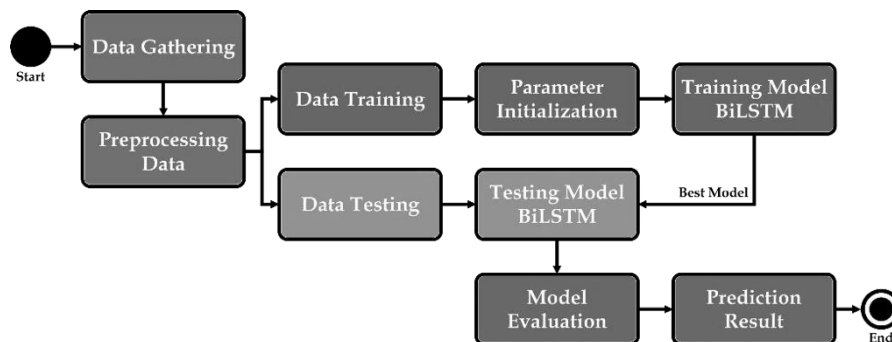 Start
Data Gathering
Preprocessing
Data
Data Training
Parameter
Initialization
Training Model
BiLSTM
Data Testing
Testing Model
BiLSTM
Best Model
Model
Evaluation
Prediction
Result
End